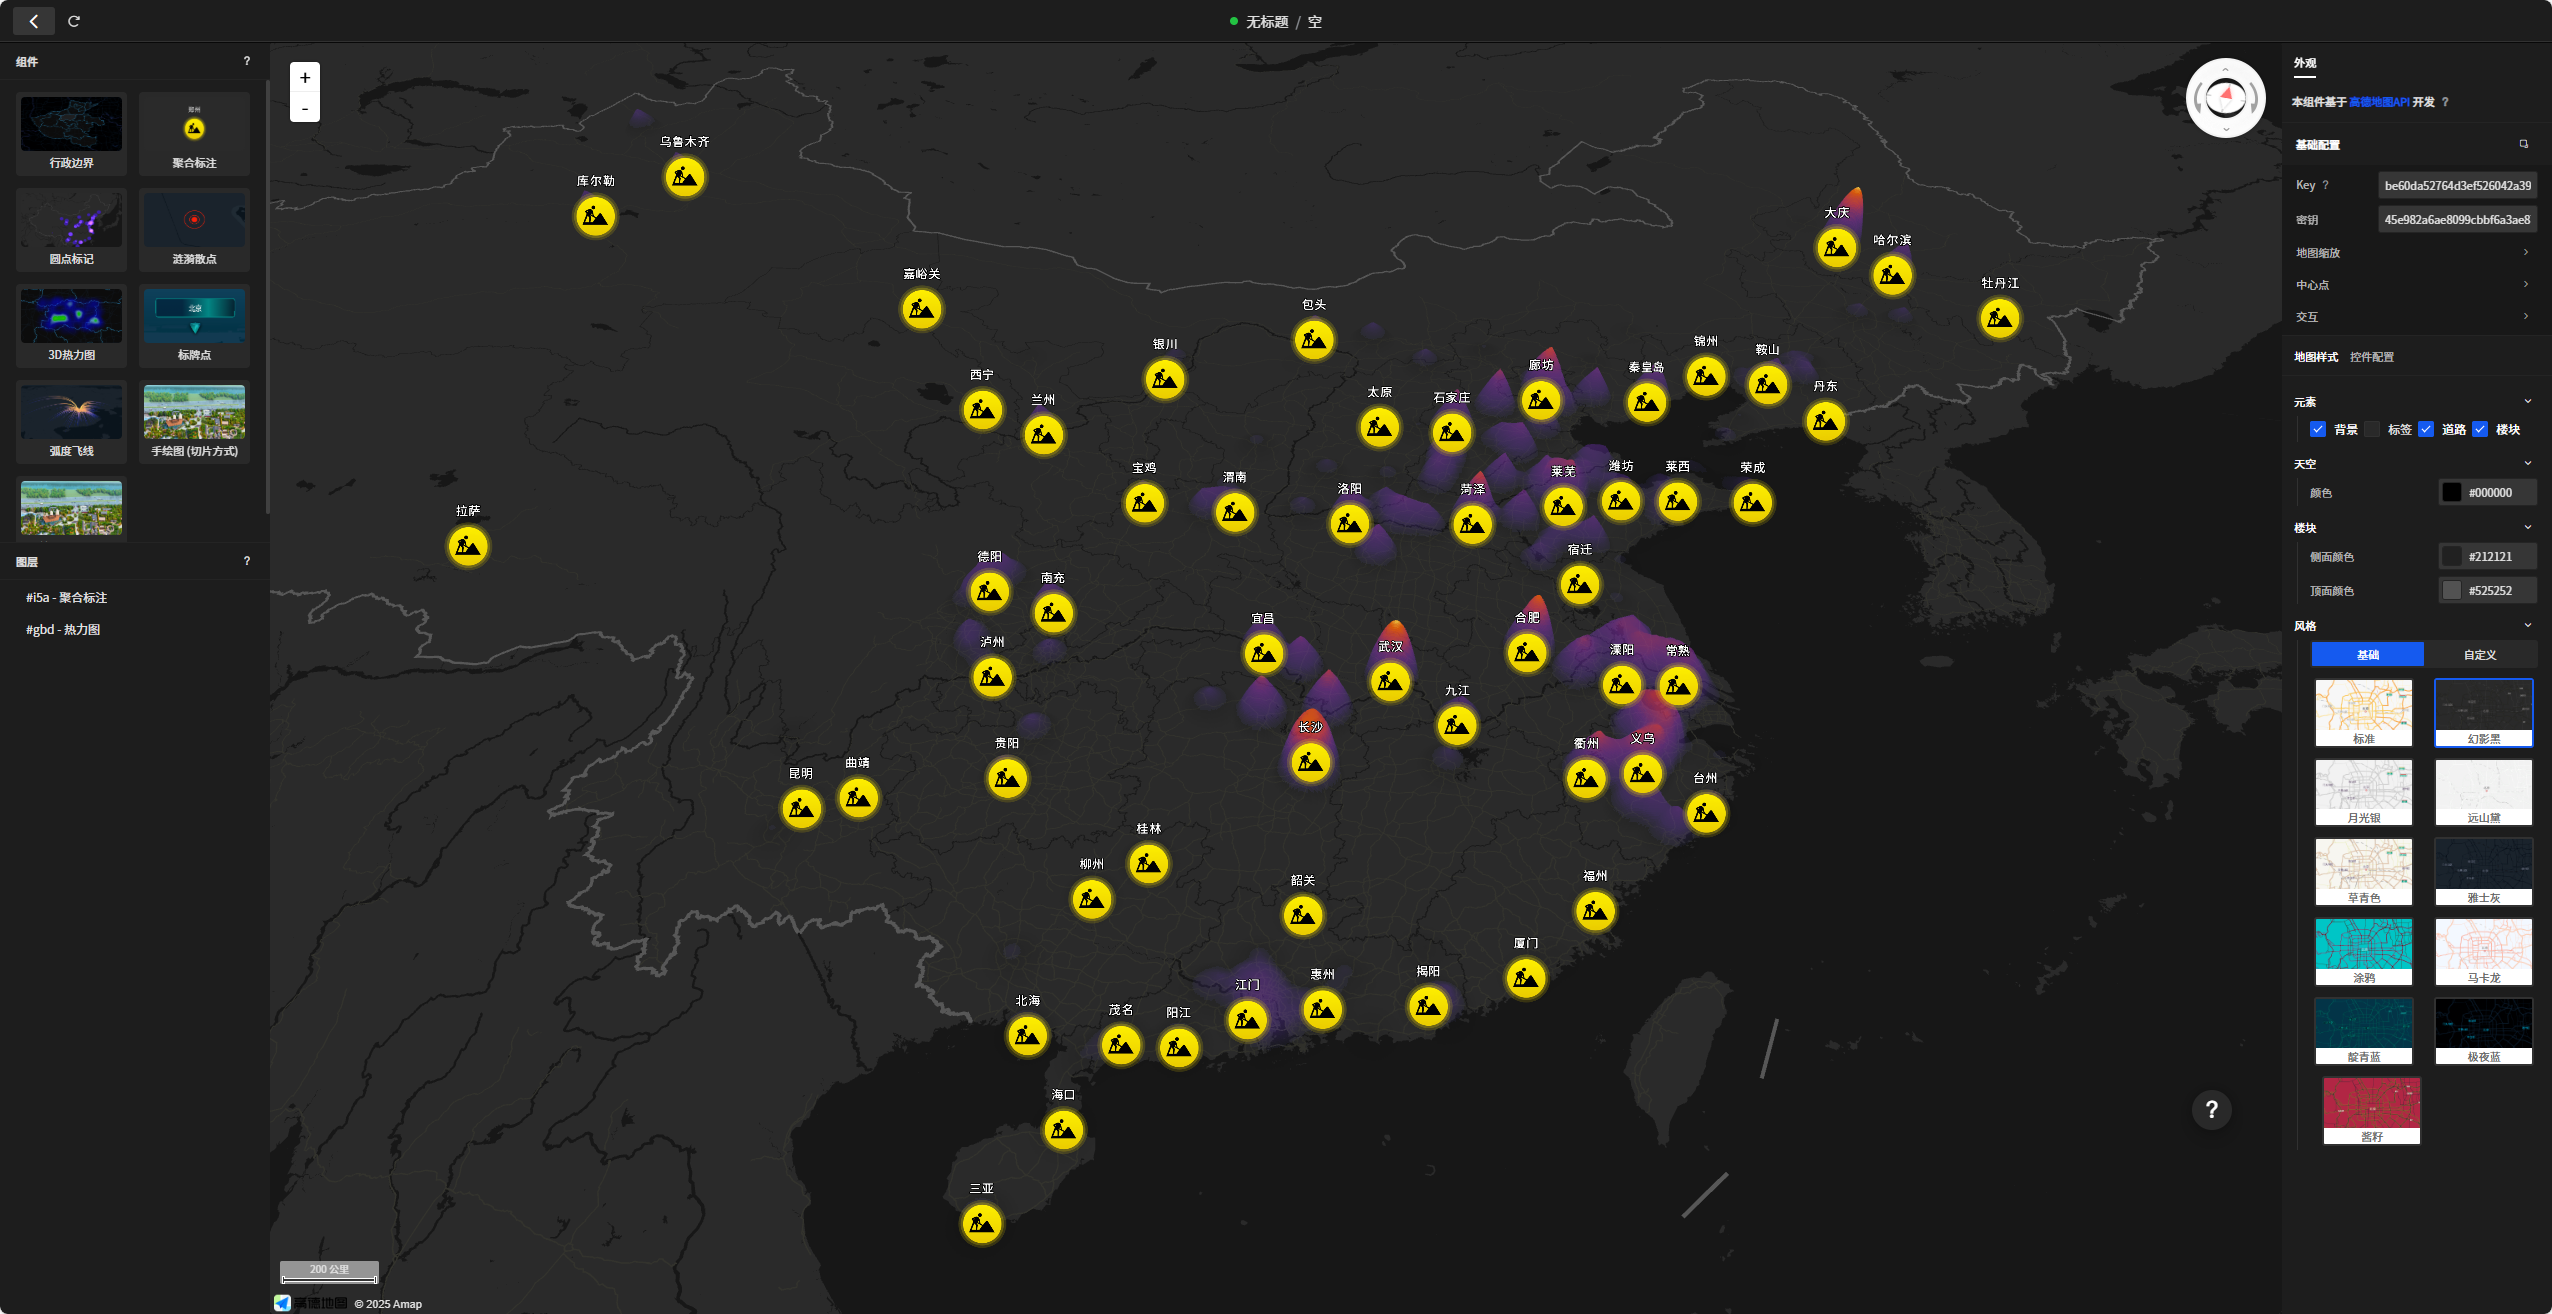 无标题 / 空
组件 ?
郑州
行政边界
聚合标注
圆点标记
涟漪散点
3D热力图
北京
标牌点
弧度飞线
手绘图 (切片方式)
图层 ?
#i5a - 聚合标注
#gbd - 热力图
+
-
乌鲁木齐
库尔勒
大庆
哈尔滨
嘉峪关
牡丹江
包头
银川
锦州
鞍山
廊坊
秦皇岛
西宁
丹东
太原
石家庄
兰州
宝鸡
渭南
洛阳
菏泽
莱芜
潍坊
莱西
荣成
拉萨
宿迁
德阳
南充
宜昌
合肥
泸州
武汉
溧阳
常熟
九江
长沙
贵阳
衢州
义乌
曲靖
昆明
台州
桂林
柳州
韶关
福州
厦门
江门
惠州
揭阳
北海
茂名
阳江
海口
三亚
200 公里
高德地图 © 2025 Amap
?
外观
本组件基于 高德地图API 开发 ?
基础配置
Key ? be60da52764d3ef526042a39
密钥 45e982a6ae8099cbbf6a3ae8
地图缩放
中心点
交互
地图样式 控件配置
元素
背景 标签 道路 楼块
天空
颜色 #000000
楼块
侧面颜色 #212121
顶面颜色 #525252
风格
基础 自定义
标准 幻影黑
月光银 远山黛
草青色 雅士灰
涂鸦 马卡龙
靛青蓝 极夜蓝
酱籽